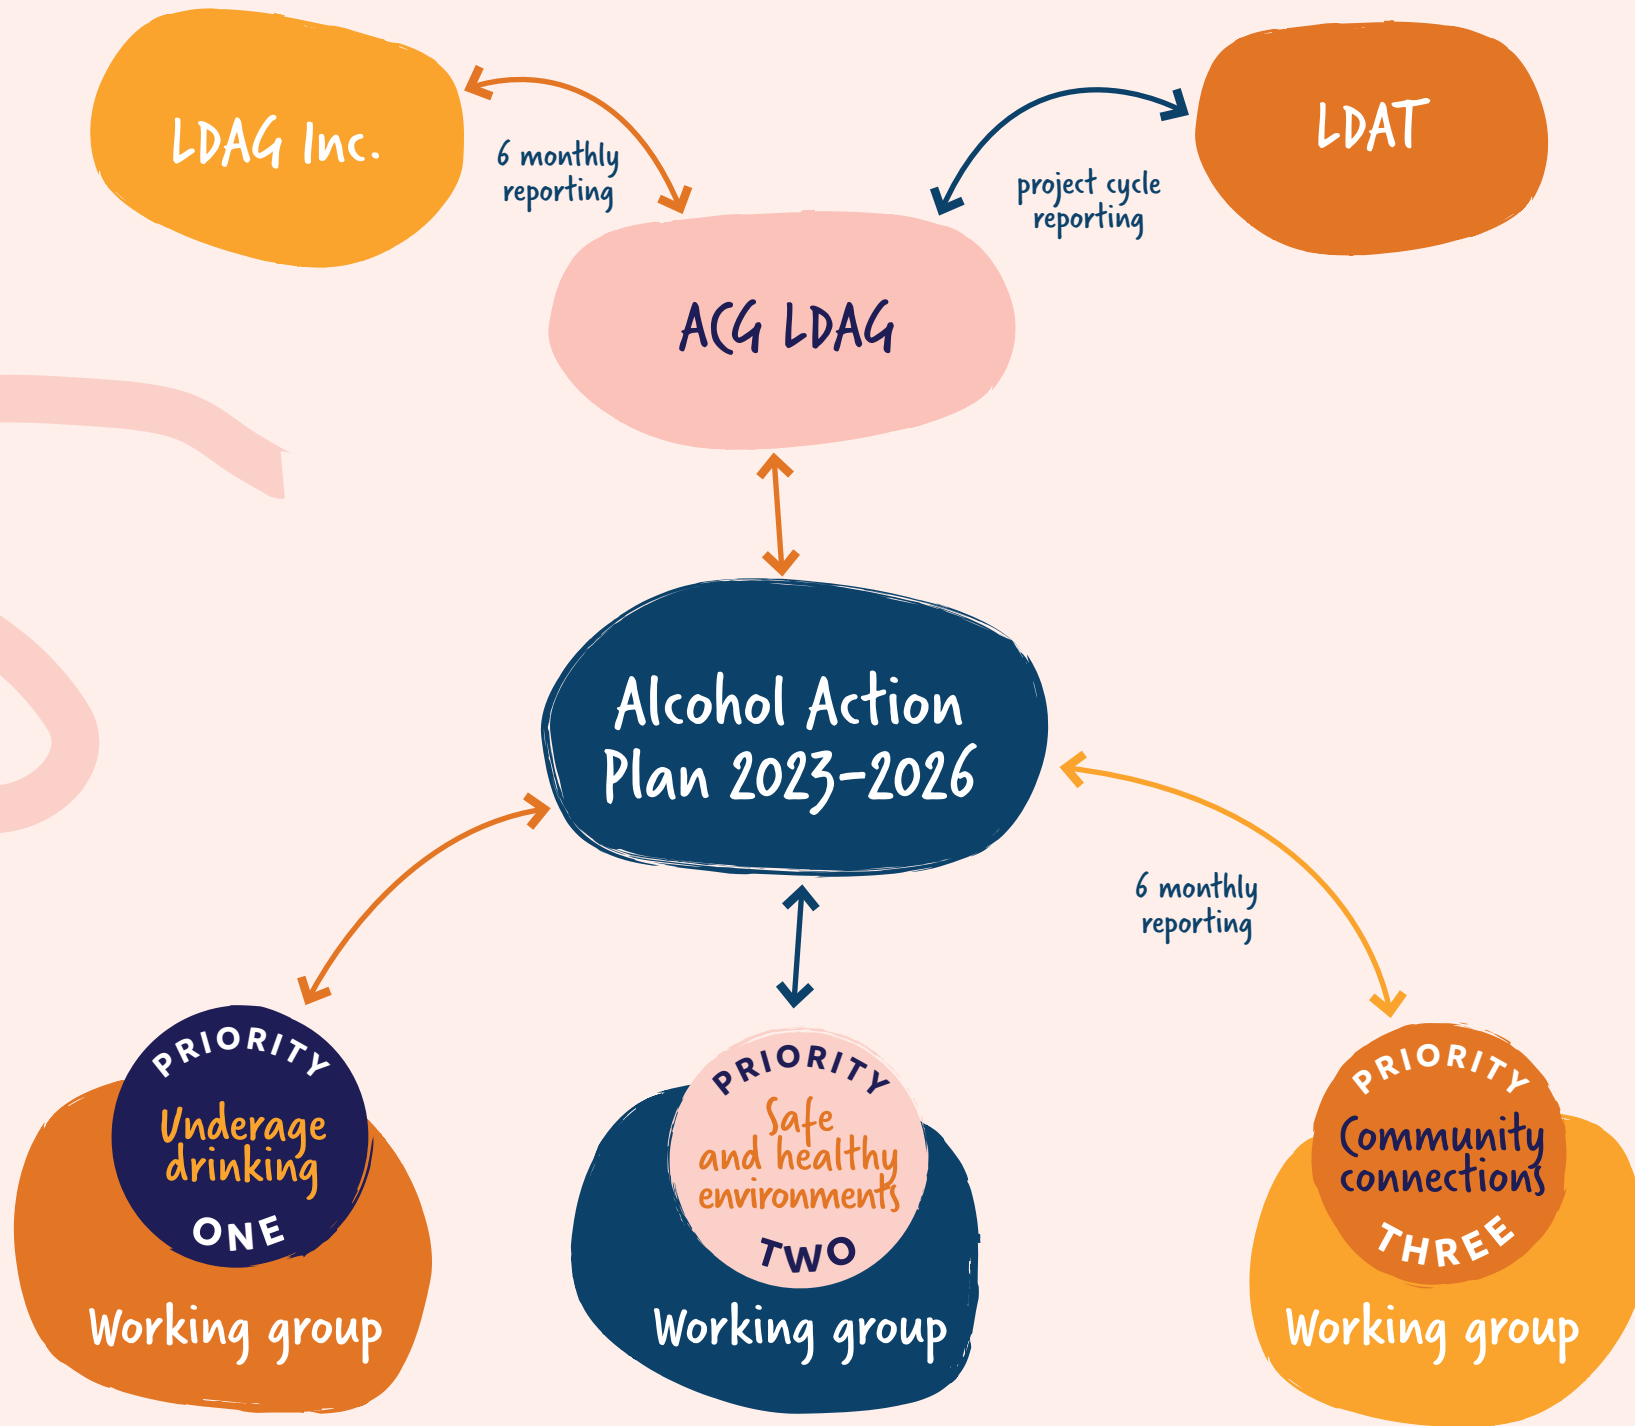 LDAG Inc.
6 monthly
reporting
LDAT
project cycle
reporting
ACG LDAG
Alcohol Action
Plan 2023-2026
6 monthly
reporting
PRIORITY
Underage
drinking
ONE
Working group
PRIORITY
Safe
and healthy
environments
TWO
Working group
PRIORITY
Community
connections
THREE
Working group